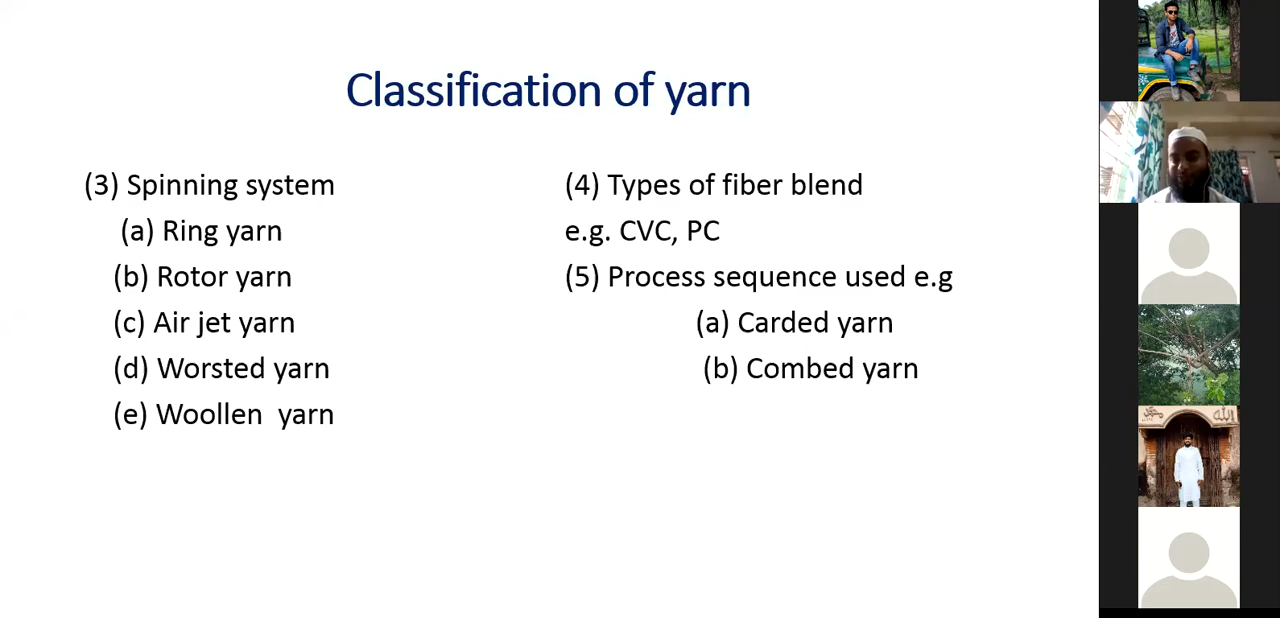 Classification of yarn
(3) Spinning system
(a) Ring yarn
(b) Rotor yarn
(c) Air jet yarn
(d) Worsted yarn
(e) Woollen  yarn
(4) Types of fiber blend
e.g. CVC, PC
(5) Process sequence used e.g
(a) Carded yarn
(b) Combed yarn
الله